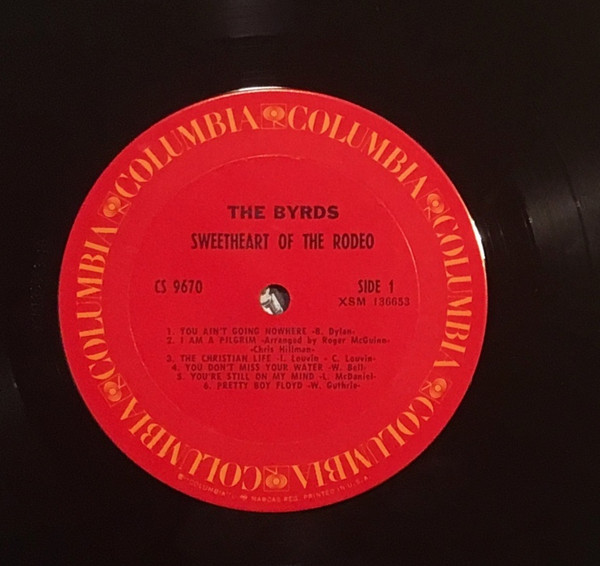 COLUMBIA COLUMBIA COLUMBIA COLUMBIA COLUMBIA COLUMBIA
THE BYRDS
SWEETHEART OF THE RODEO
CS 9670
SIDE 1
XSM 136653
1. YOU AIN'T GOING NOWHERE -B. Dylan-
2. I AM A PILGRIM -Arranged by Roger McGuinn-
-Chris Hillman-
3. THE CHRISTIAN LIFE -I. Louvin - C. Louvin-
4. YOU DON'T MISS YOUR WATER -W. Bell-
5. YOU'RE STILL ON MY MIND -L. McDaniel-
6. PRETTY BOY FLOYD -W. Guthrie-
"COLUMBIA", MARCAS REG. PRINTED IN U.S.A.